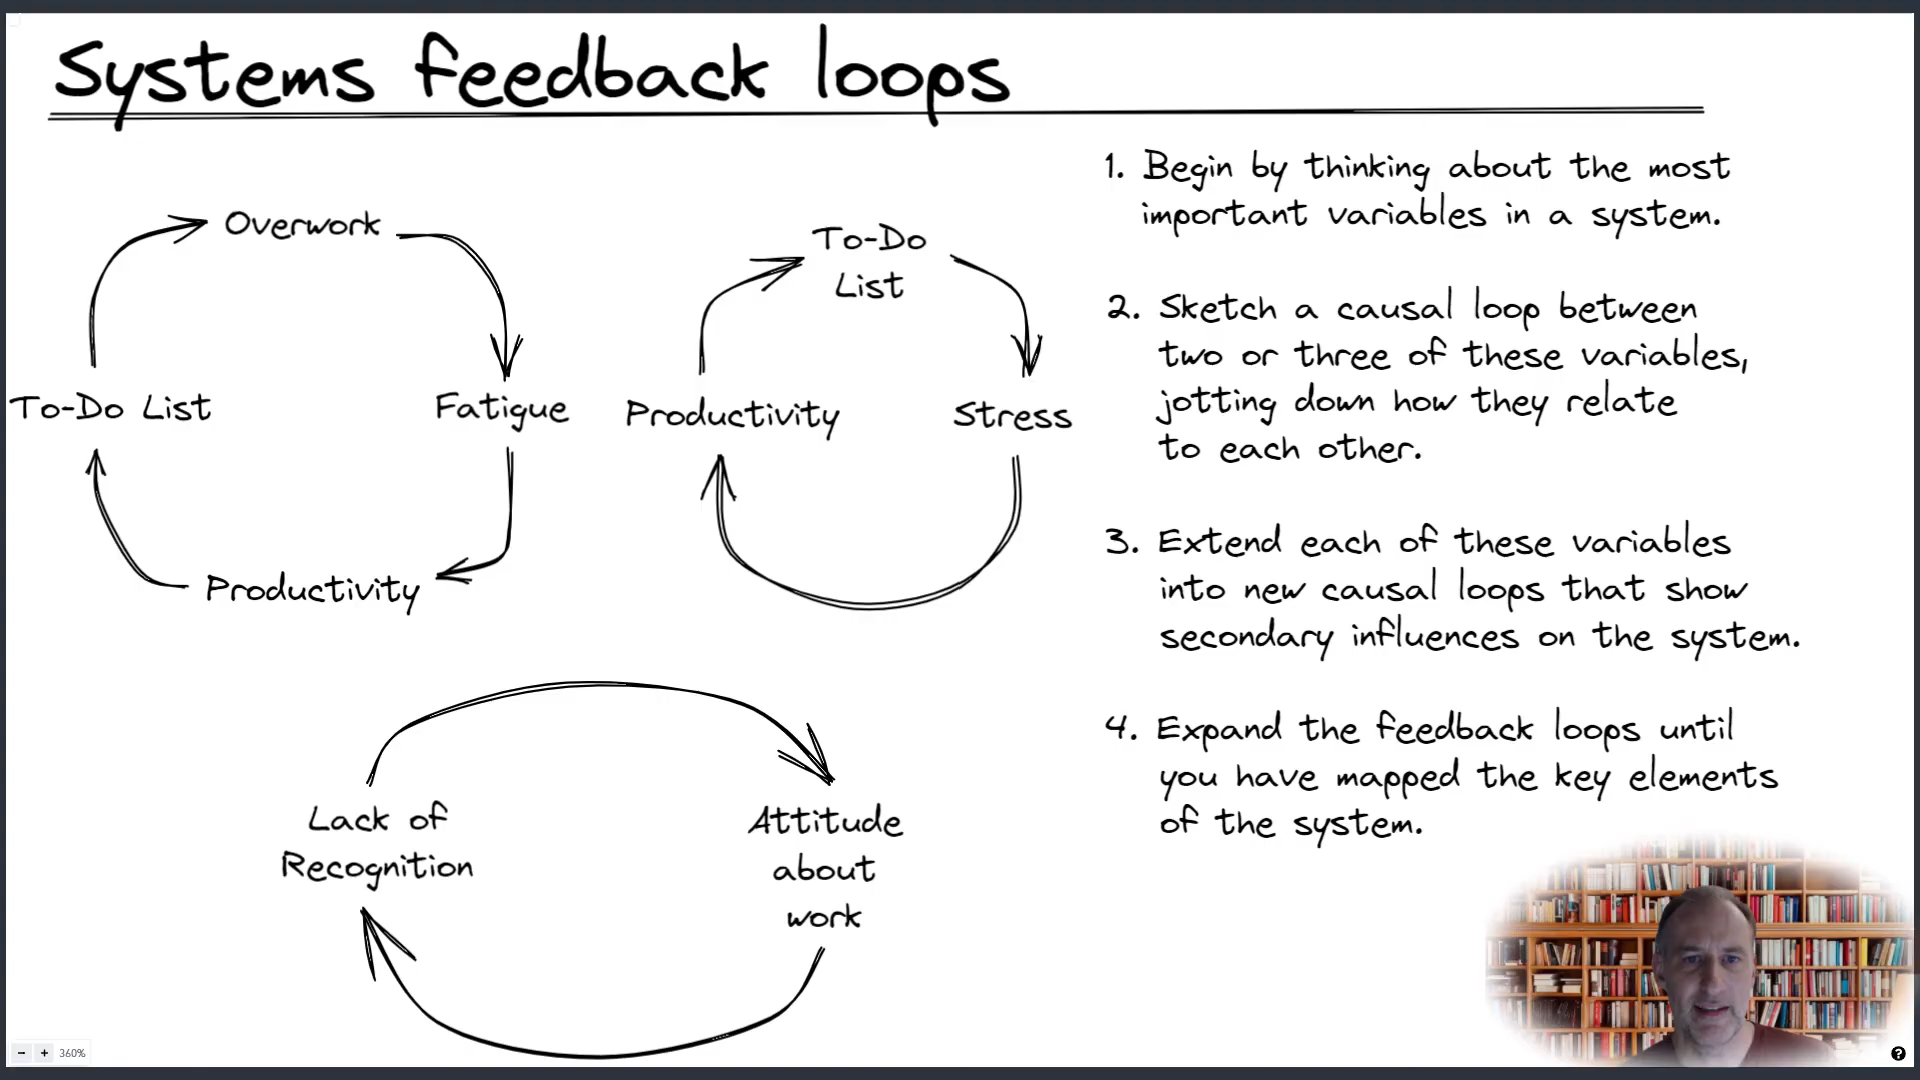 Systems feedback loops
Overwork
To-Do List
Fatigue
Productivity
To-Do
List
Productivity
Stress
Lack of
Recognition
Attitude
about
work
1. Begin by thinking about the most
important variables in a system.
2. Sketch a causal loop between
two or three of these variables,
jotting down how they relate
to each other.
3. Extend each of these variables
into new causal loops that show
secondary influences on the system.
4. Expand the feedback loops until
you have mapped the key elements
of the system.
- + 360%
?